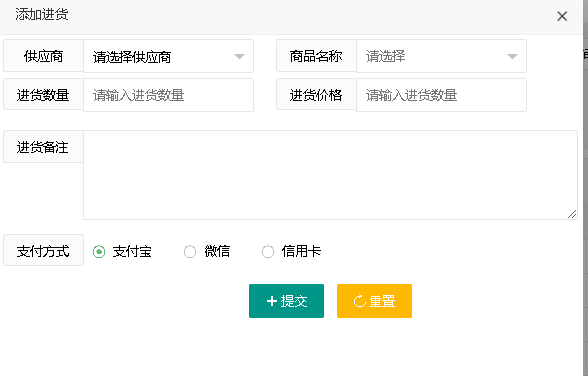 添加进货
供应商 请选择供应商 商品名称 请选择
进货数量 请输入进货数量 进货价格 请输入进货价格
进货备注
支付方式 支付宝 微信 信用卡
提交 重置